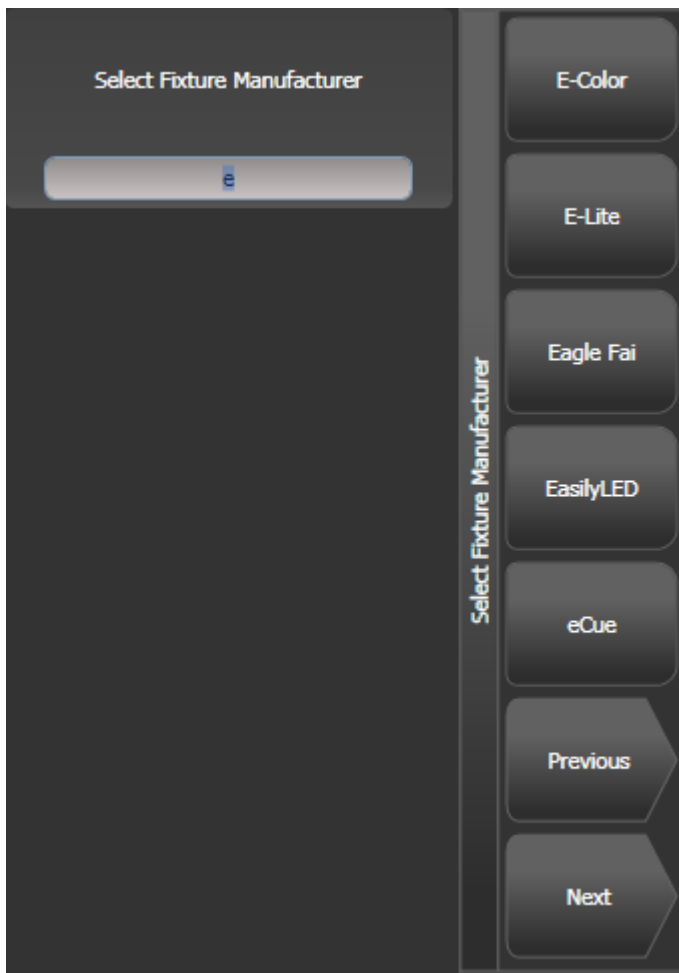 Select Fixture Manufacturer
e
Select Fixture Manufacturer
E-Color
E-Lite
Eagle Fai
EasilyLED
eCue
Previous
Next